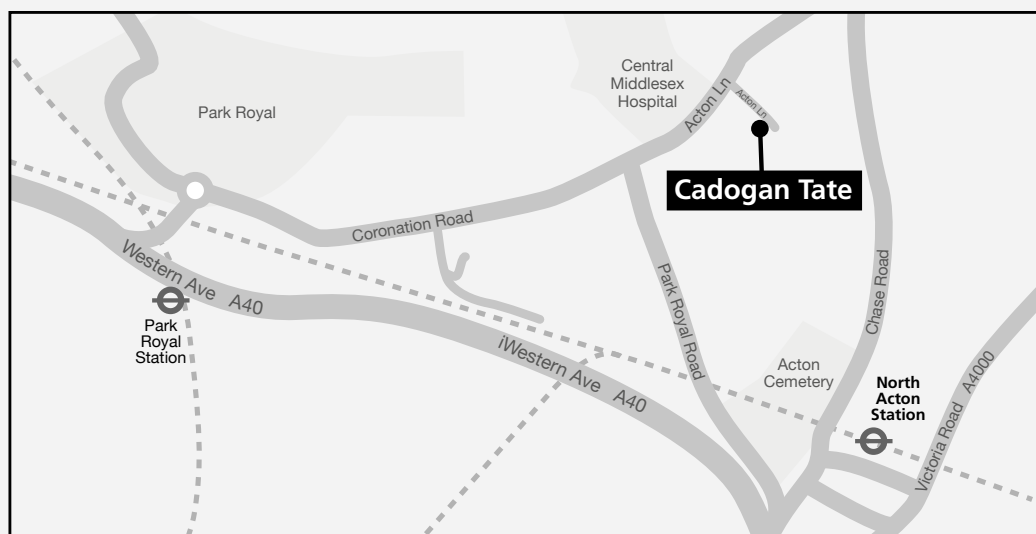 Park Royal
Central
Middlesex
Hospital
Acton Ln
Acton Ln
Cadogan Tate
Coronation Road
Western Ave A40
Park
Royal
Station
iWestern Ave A40
Park Royal Road
Chase Road
Acton
Cemetery
North
Acton
Station
Victoria Road A4000